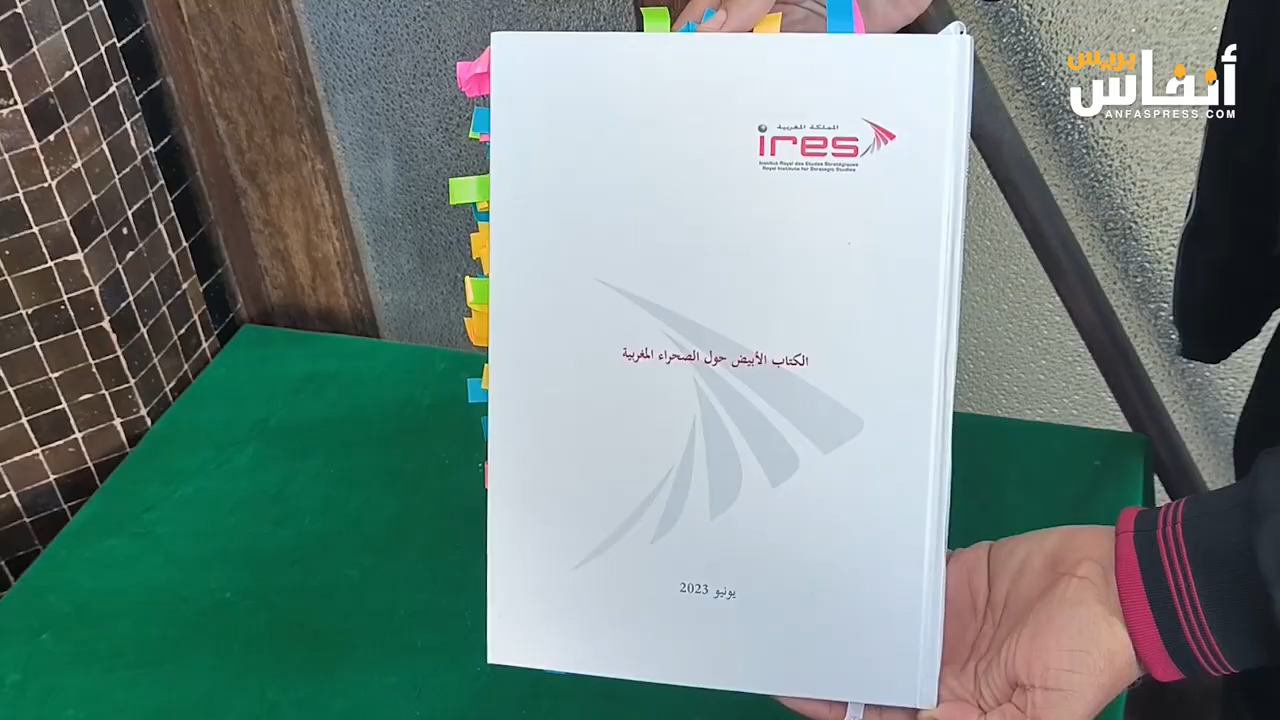 بريس
أنفاس
ANFASPRESS.COM
المملكة المغربية
ires
Institut Royal des Etudes Stratégiques
Royal Institute for Strategic Studies
الكتاب الأبيض حول الصحراء المغربية
يونيو 2023